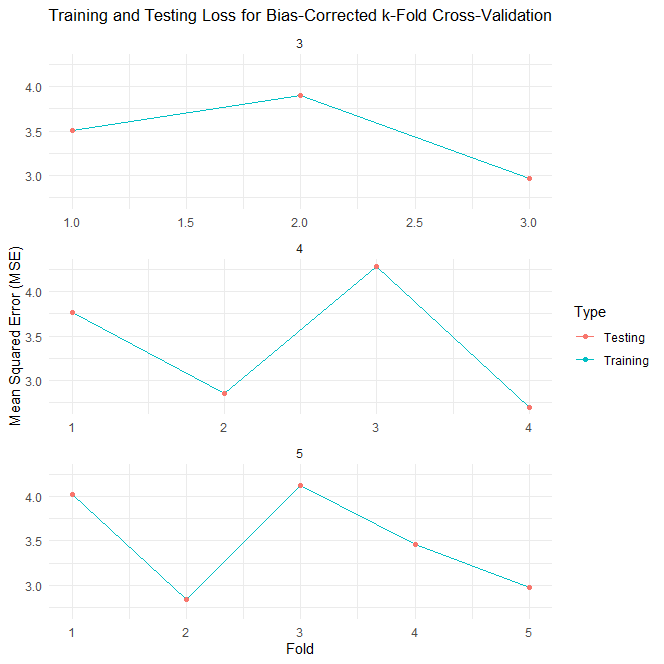 Training and Testing Loss for Bias-Corrected k-Fold Cross-Validation
3
4.0
3.5
3.0
1.0 1.5 2.0 2.5 3.0
4
4.0
3.5
3.0
1 2 3 4
5
4.0
3.5
3.0
1 2 3 4 5
Fold
Mean Squared Error (MSE)
Type
Testing
Training